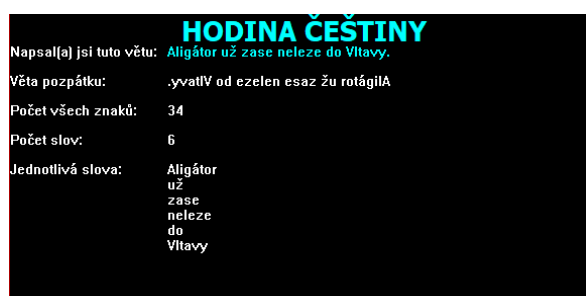 HODINA ČEŠTINY
Napsal(a) jsi tuto větu: Aligátor už zase neleze do Vltavy.
Věta pozpátku: .yvatlV od ezelen esaz žu rotágilA
Počet všech znaků: 34
Počet slov: 6
Jednotlivá slova: Aligátor
už
zase
neleze
do
Vltavy